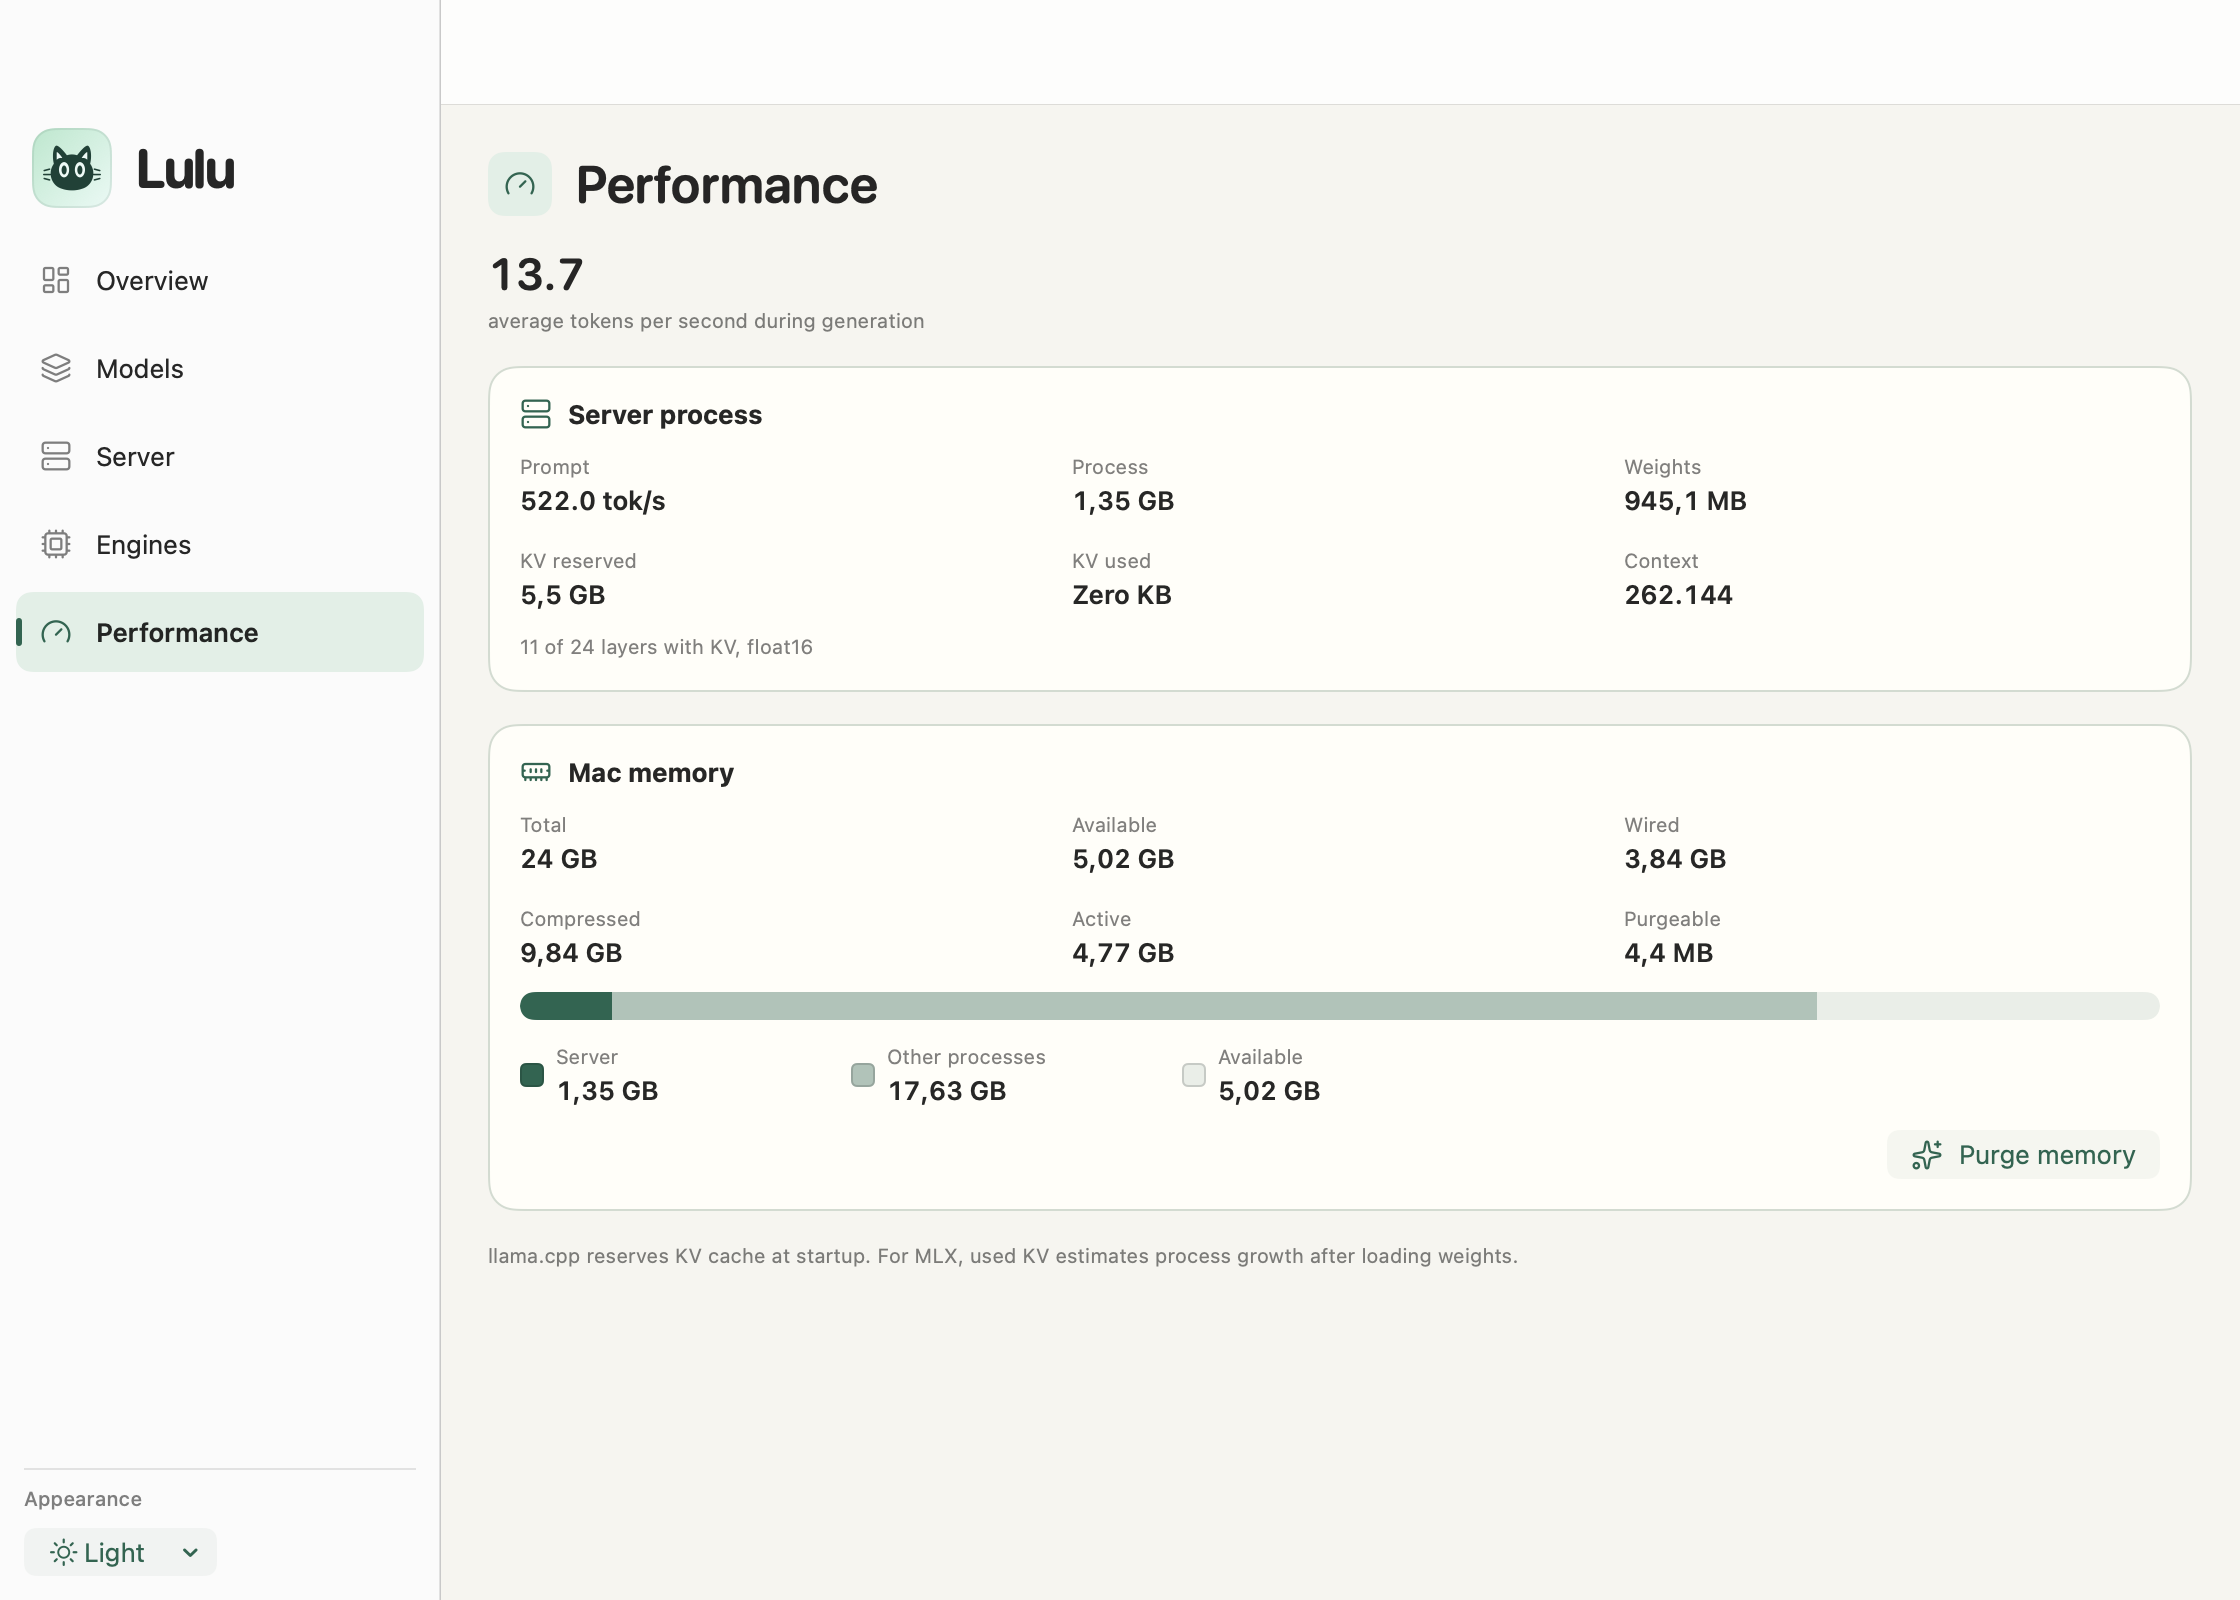 Lulu
Overview
Models
Server
Engines
Performance
Appearance
Light
Performance
13.7
average tokens per second during generation
Server process
Prompt
522.0 tok/s
Process
1,35 GB
Weights
945,1 MB
KV reserved
5,5 GB
KV used
Zero KB
Context
262.144
11 of 24 layers with KV, float16
Mac memory
Total
24 GB
Available
5,02 GB
Wired
3,84 GB
Compressed
9,84 GB
Active
4,77 GB
Purgeable
4,4 MB
Server
1,35 GB
Other processes
17,63 GB
Available
5,02 GB
Purge memory
llama.cpp reserves KV cache at startup. For MLX, used KV estimates process growth after loading weights.